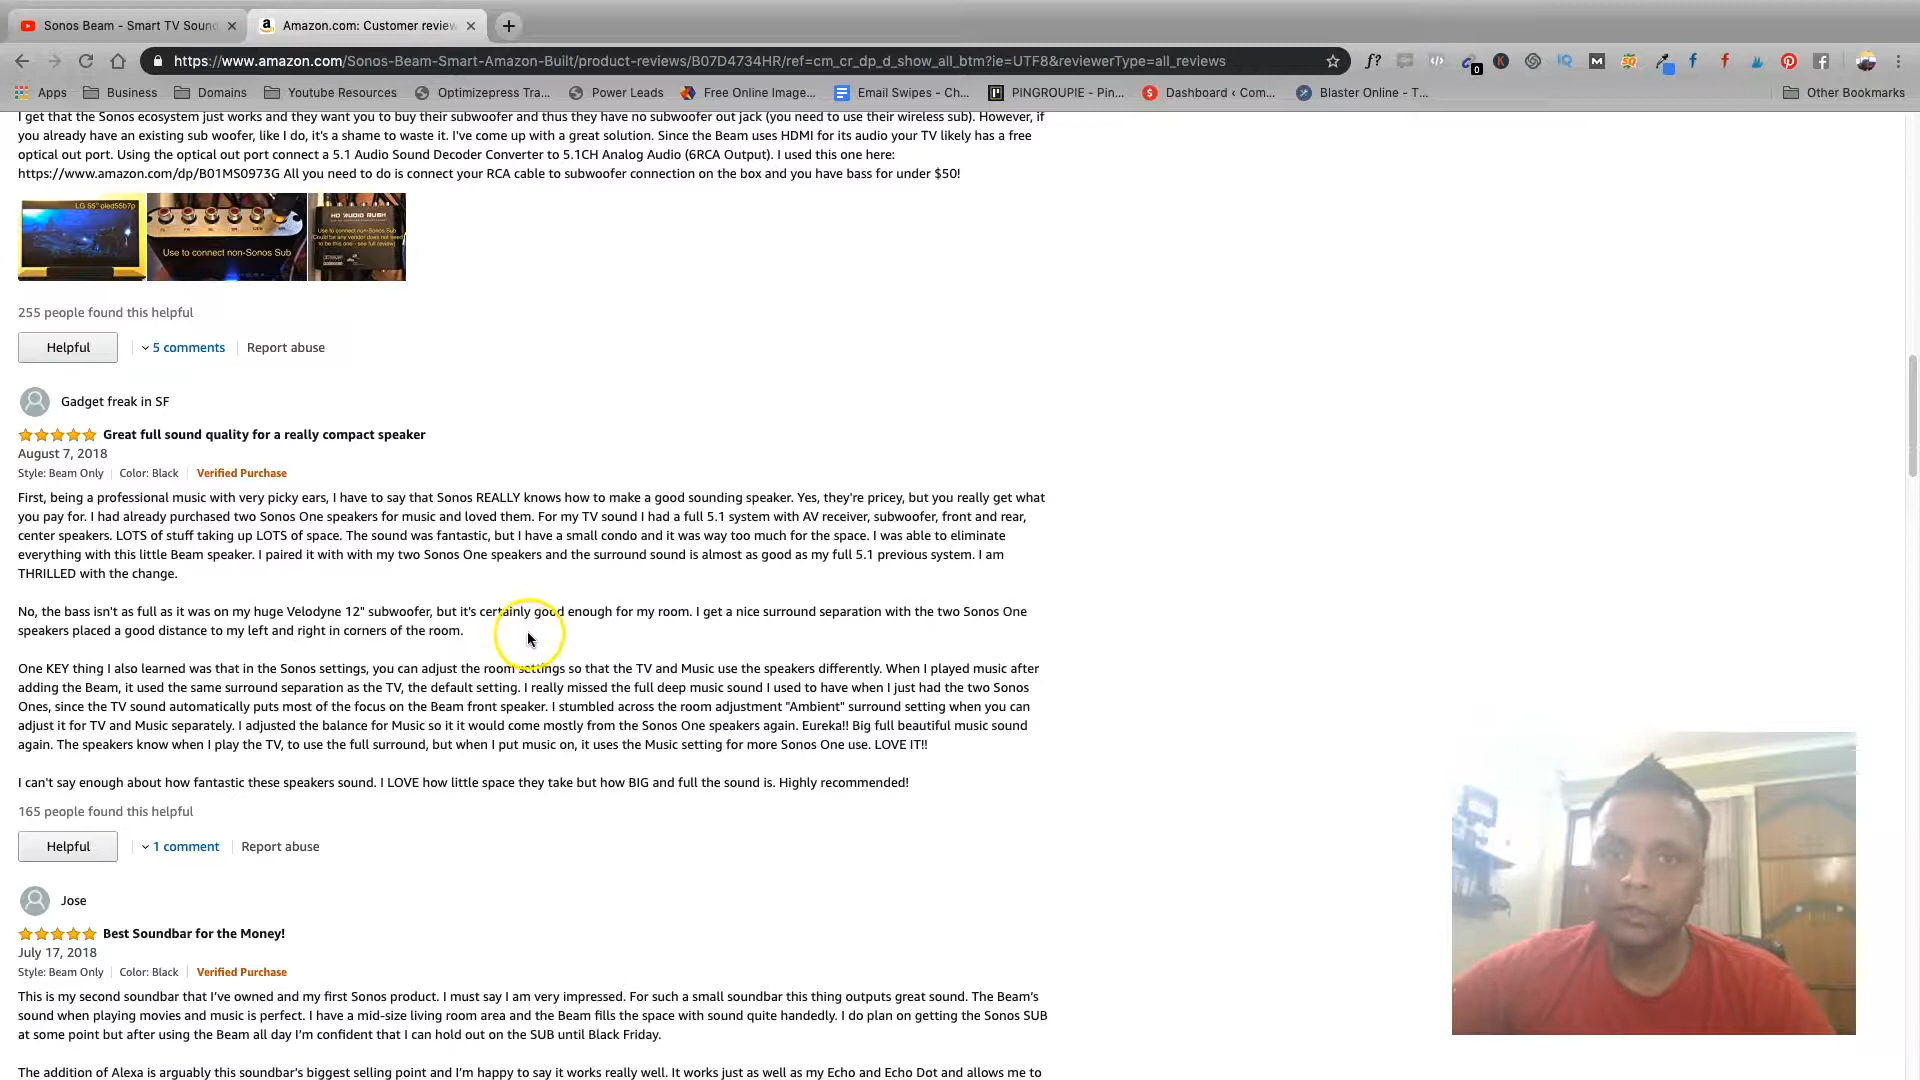 Sonos Beam - Smart TV Soun
Amazon.com: Customer review
https://www.amazon.com/Sonos-Beam-Smart-Amazon-Built/product-reviews/B07D4734HR/ref=cm_cr_dp_d_show_all_btm?ie=UTF8&reviewerType=all_reviews
Apps Business Domains Youtube Resources Optimizepress Tra... Power Leads Free Online Image... Email Swipes - Ch... PINGROUPIE - Pin... Dashboard ‹ Com... Blaster Online - T... Other Bookmarks
I get that the Sonos ecosystem just works and they want you to buy their subwoofer and thus they have no subwoofer out jack (you need to use their wireless sub). However, if
you already have an existing sub woofer, like I do, it's a shame to waste it. I've come up with a great solution. Since the Beam uses HDMI for its audio your TV likely has a free
optical out port. Using the optical out port connect a 5.1 Audio Sound Decoder Converter to 5.1CH Analog Audio (6RCA Output). I used this one here:
https://www.amazon.com/dp/B01MS0973G All you need to do is connect your RCA cable to subwoofer connection on the box and you have bass for under $50!
LG 55" oled55b7p
Use to connect non-Sonos Sub
HD AUDIO RUSH
Use to connect non-Sonos Sub
(Could be any vendor does not need
to be this one - see full review)
255 people found this helpful
Helpful 5 comments Report abuse
Gadget freak in SF
Great full sound quality for a really compact speaker
August 7, 2018
Style: Beam Only Color: Black Verified Purchase
First, being a professional music with very picky ears, I have to say that Sonos REALLY knows how to make a good sounding speaker. Yes, they're pricey, but you really get what
you pay for. I had already purchased two Sonos One speakers for music and loved them. For my TV sound I had a full 5.1 system with AV receiver, subwoofer, front and rear,
center speakers. LOTS of stuff taking up LOTS of space. The sound was fantastic, but I have a small condo and it was way too much for the space. I was able to eliminate
everything with this little Beam speaker. I paired it with with my two Sonos One speakers and the surround sound is almost as good as my full 5.1 previous system. I am
THRILLED with the change.
No, the bass isn't as full as it was on my huge Velodyne 12" subwoofer, but it's certainly good enough for my room. I get a nice surround separation with the two Sonos One
speakers placed a good distance to my left and right in corners of the room.
One KEY thing I also learned was that in the Sonos settings, you can adjust the room settings so that the TV and Music use the speakers differently. When I played music after
adding the Beam, it used the same surround separation as the TV, the default setting. I really missed the full deep music sound I used to have when I just had the two Sonos
Ones, since the TV sound automatically puts most of the focus on the Beam front speaker. I stumbled across the room adjustment "Ambient" surround setting when you can
adjust it for TV and Music separately. I adjusted the balance for Music so it it would come mostly from the Sonos One speakers again. Eureka!! Big full beautiful music sound
again. The speakers know when I play the TV, to use the full surround, but when I put music on, it uses the Music setting for more Sonos One use. LOVE IT!!
I can't say enough about how fantastic these speakers sound. I LOVE how little space they take but how BIG and full the sound is. Highly recommended!
165 people found this helpful
Helpful 1 comment Report abuse
Jose
Best Soundbar for the Money!
July 17, 2018
Style: Beam Only Color: Black Verified Purchase
This is my second soundbar that I've owned and my first Sonos product. I must say I am very impressed. For such a small soundbar this thing outputs great sound. The Beam's
sound when playing movies and music is perfect. I have a mid-size living room area and the Beam fills the space with sound quite handedly. I do plan on getting the Sonos SUB
at some point but after using the Beam all day I'm confident that I can hold out on the SUB until Black Friday.
The addition of Alexa is arguably this soundbar's biggest selling point and I'm happy to say it works really well. It works just as well as my Echo and Echo Dot and allows me to